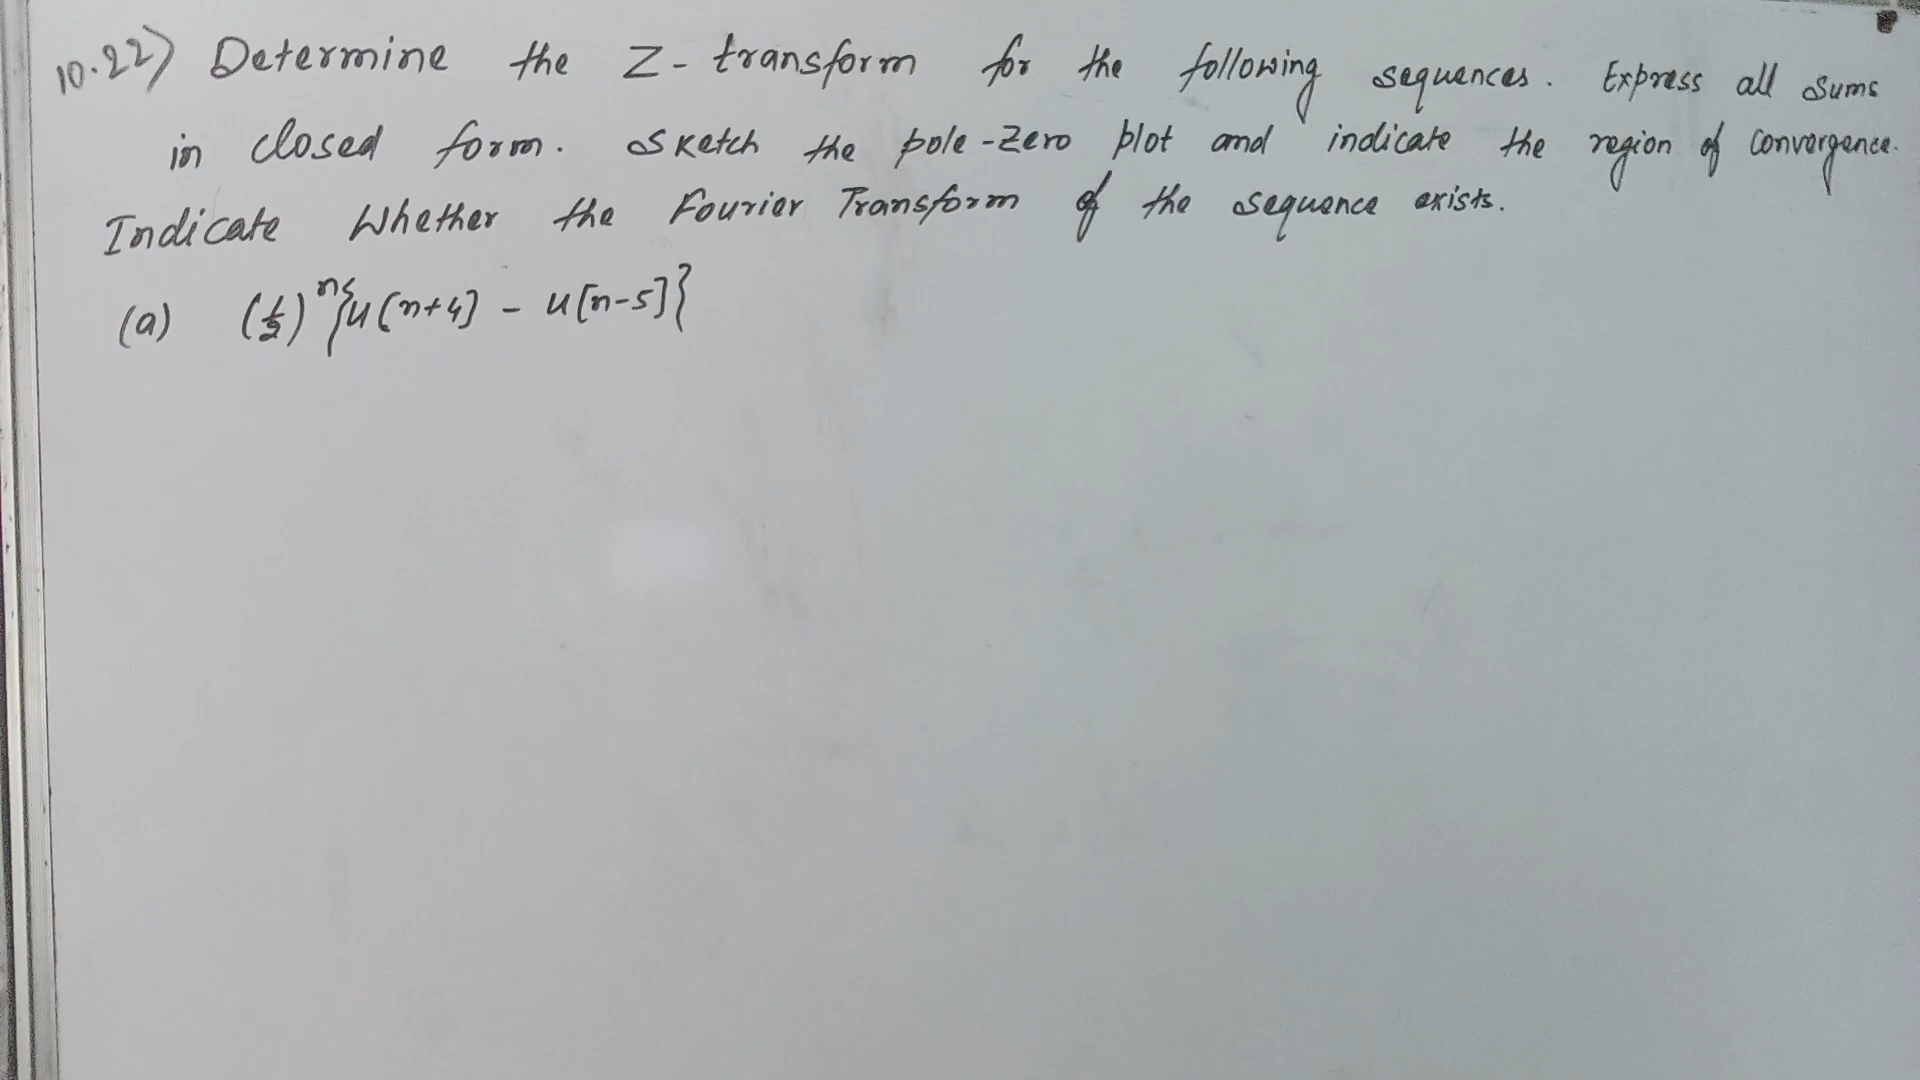 10.22) Determine the Z-transform for the following sequences. Express all sums
in closed form. Sketch the pole-zero plot and indicate the region of convergence.
Indicate Whether the Fourier Transform of the sequence exists.
(a) (1/2)^n {u[n+4] - u[n-5]}